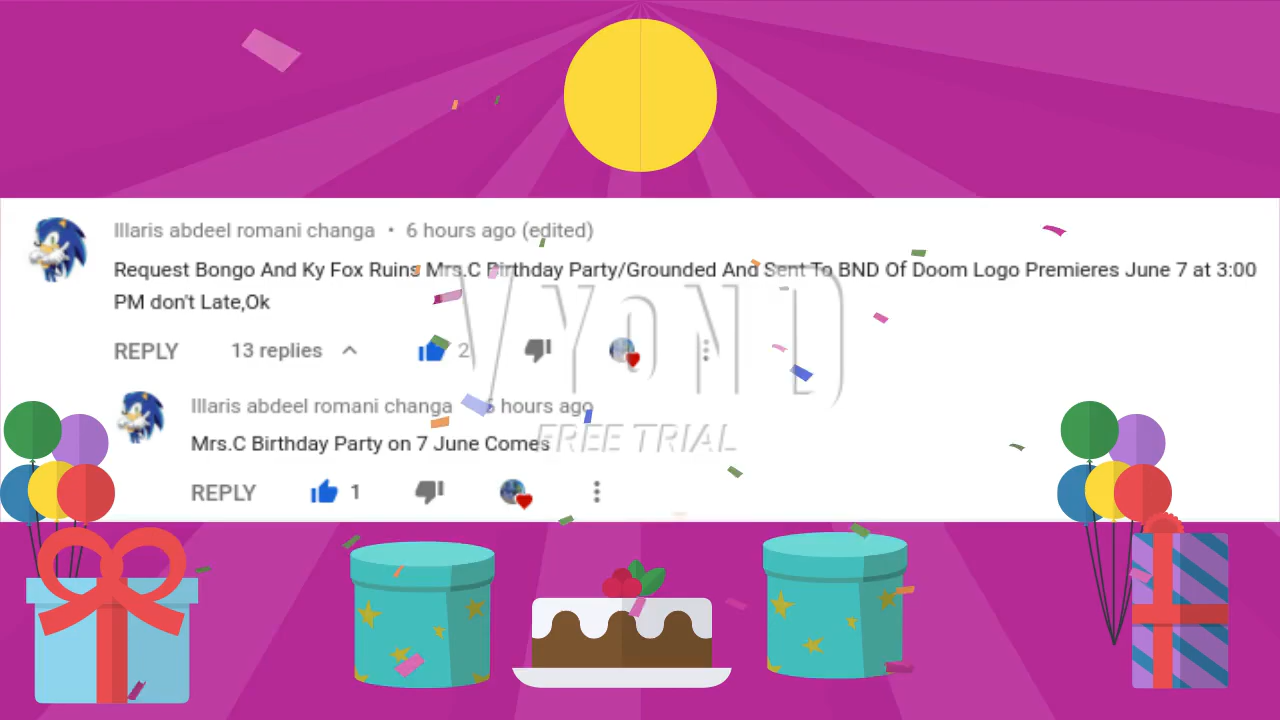 Illaris abdeel romani changa • 6 hours ago (edited)
Request Bongo And Ky Fox Ruins Mrs.C Birthday Party/Grounded And Sent To BND Of Doom Logo Premieres June 7 at 3:00
PM don't Late,Ok
REPLY 13 replies 2
Illaris abdeel romani changa 6 hours ago
Mrs.C Birthday Party on 7 June Comes
REPLY 1
VYOND
FREE TRIAL